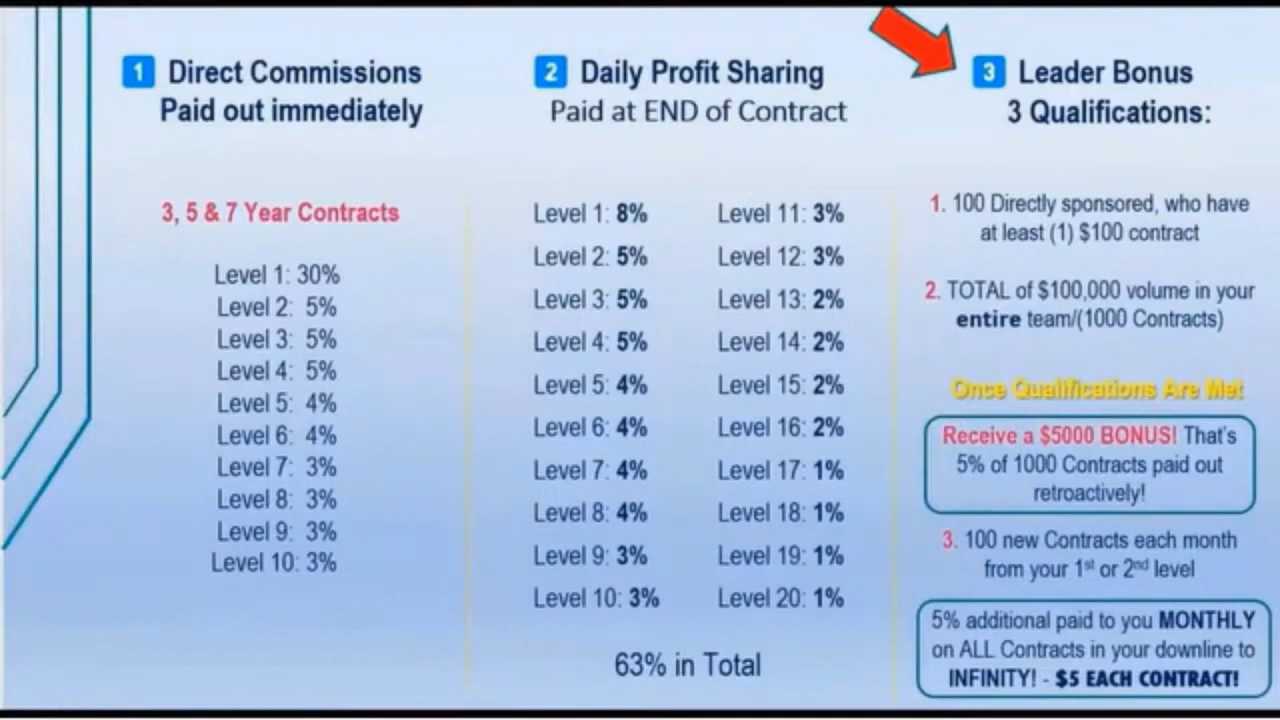 1 Direct Commissions
Paid out immediately
3, 5 & 7 Year Contracts
Level 1: 30%
Level 2: 5%
Level 3: 5%
Level 4: 5%
Level 5: 4%
Level 6: 4%
Level 7: 3%
Level 8: 3%
Level 9: 3%
Level 10: 3%
2 Daily Profit Sharing
Paid at END of Contract
Level 1: 8%
Level 2: 5%
Level 3: 5%
Level 4: 5%
Level 5: 4%
Level 6: 4%
Level 7: 4%
Level 8: 4%
Level 9: 3%
Level 10: 3%
Level 11: 3%
Level 12: 3%
Level 13: 2%
Level 14: 2%
Level 15: 2%
Level 16: 2%
Level 17: 1%
Level 18: 1%
Level 19: 1%
Level 20: 1%
63% in Total
3 Leader Bonus
3 Qualifications:
1. 100 Directly sponsored, who have
at least (1) $100 contract
2. TOTAL of $100,000 volume in your
entire team/(1000 Contracts)
Once Qualifications Are Met
Receive a $5000 BONUS! That's
5% of 1000 Contracts paid out
retroactively!
3. 100 new Contracts each month
from your 1st or 2nd level
5% additional paid to you MONTHLY
on ALL Contracts in your downline to
INFINITY! - $5 EACH CONTRACT!